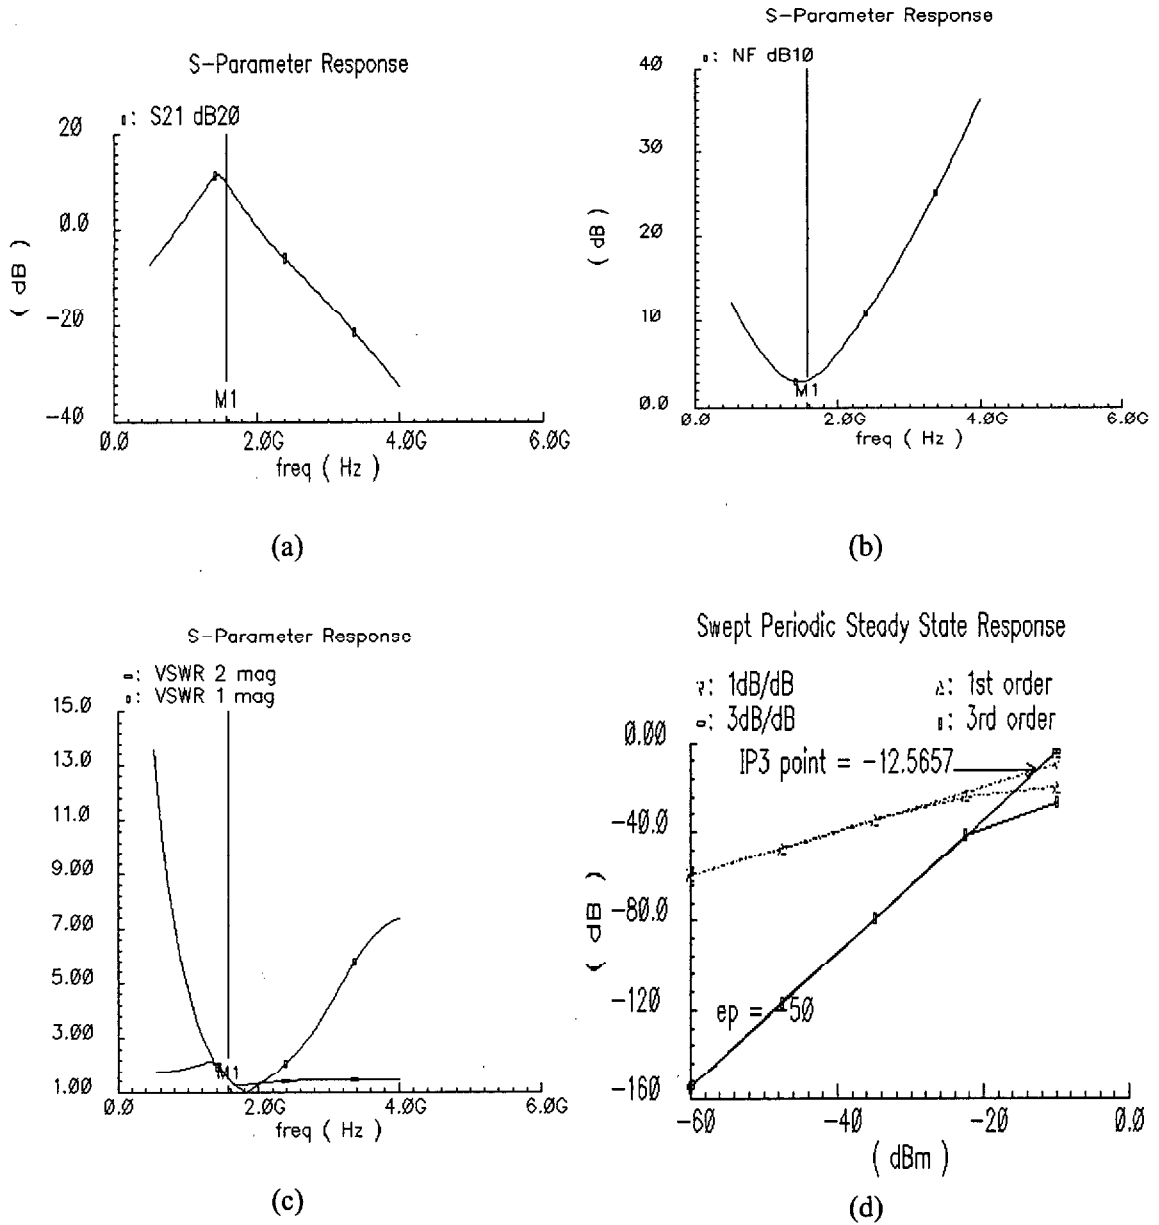 S-Parameter Response
▯: S21 dB20
20
0.0
-20
-40
( dB )
M1
0.0
2.0G
4.0G
6.0G
freq ( Hz )
(a)
S-Parameter Response
▯: NF dB10
40
30
20
10
0.0
( dB )
M1
0.0
2.0G
4.0G
6.0G
freq ( Hz )
(b)
S-Parameter Response
-: VSWR 2 mag
▯: VSWR 1 mag
15.0
13.0
11.0
9.00
7.00
5.00
3.00
1.00
M1
0.0
2.0G
4.0G
6.0G
freq ( Hz )
(c)
Swept Periodic Steady State Response
▿: 1dB/dB
▵: 1st order
-: 3dB/dB
▯: 3rd order
0.00
-40.0
-80.0
-120
-160
( dB )
IP3 point = -12.5657
ep = -50
-60
-40
-20
0.0
( dBm )
(d)